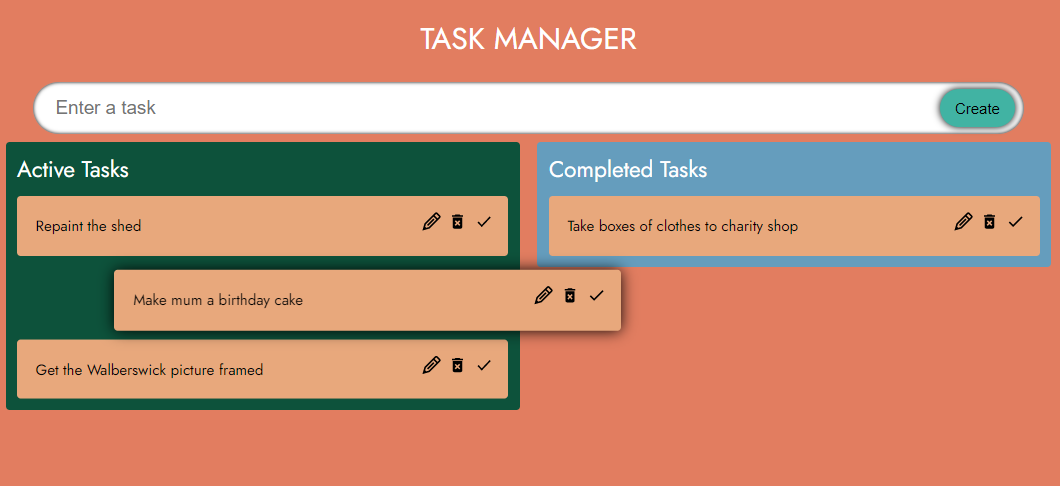 TASK MANAGER
Enter a task
Create
Active Tasks
Repaint the shed
Make mum a birthday cake
Get the Walberswick picture framed
Completed Tasks
Take boxes of clothes to charity shop